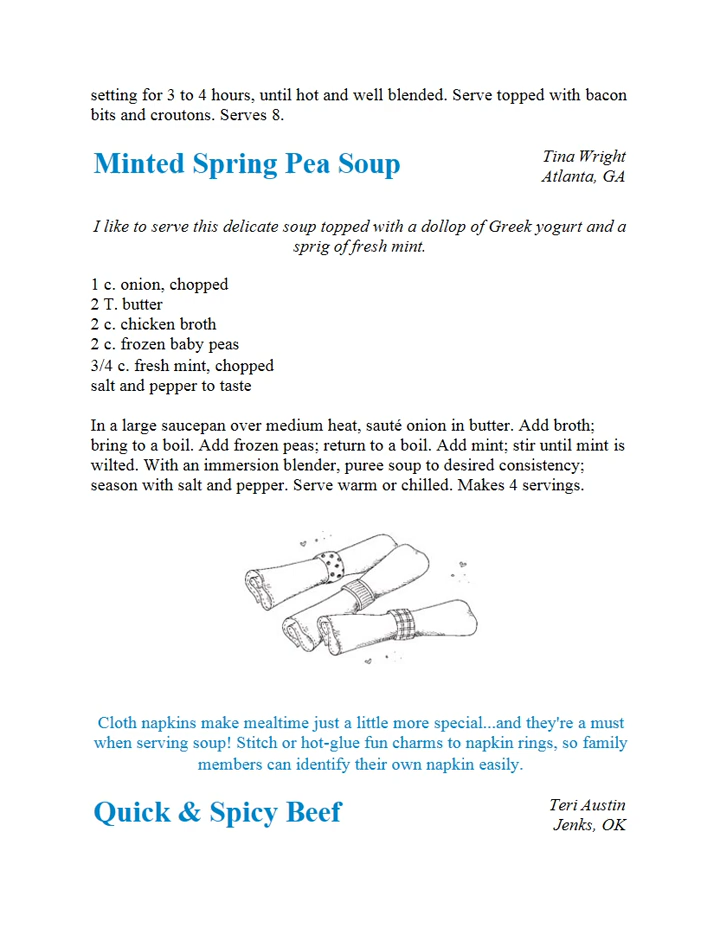 setting for 3 to 4 hours, until hot and well blended. Serve topped with bacon
bits and croutons. Serves 8.
Minted Spring Pea Soup
Tina Wright
Atlanta, GA
I like to serve this delicate soup topped with a dollop of Greek yogurt and a
sprig of fresh mint.
1 c. onion, chopped
2 T. butter
2 c. chicken broth
2 c. frozen baby peas
3/4 c. fresh mint, chopped
salt and pepper to taste
In a large saucepan over medium heat, sauté onion in butter. Add broth;
bring to a boil. Add frozen peas; return to a boil. Add mint; stir until mint is
wilted. With an immersion blender, puree soup to desired consistency;
season with salt and pepper. Serve warm or chilled. Makes 4 servings.
Cloth napkins make mealtime just a little more special...and they're a must
when serving soup! Stitch or hot-glue fun charms to napkin rings, so family
members can identify their own napkin easily.
Quick & Spicy Beef
Teri Austin
Jenks, OK